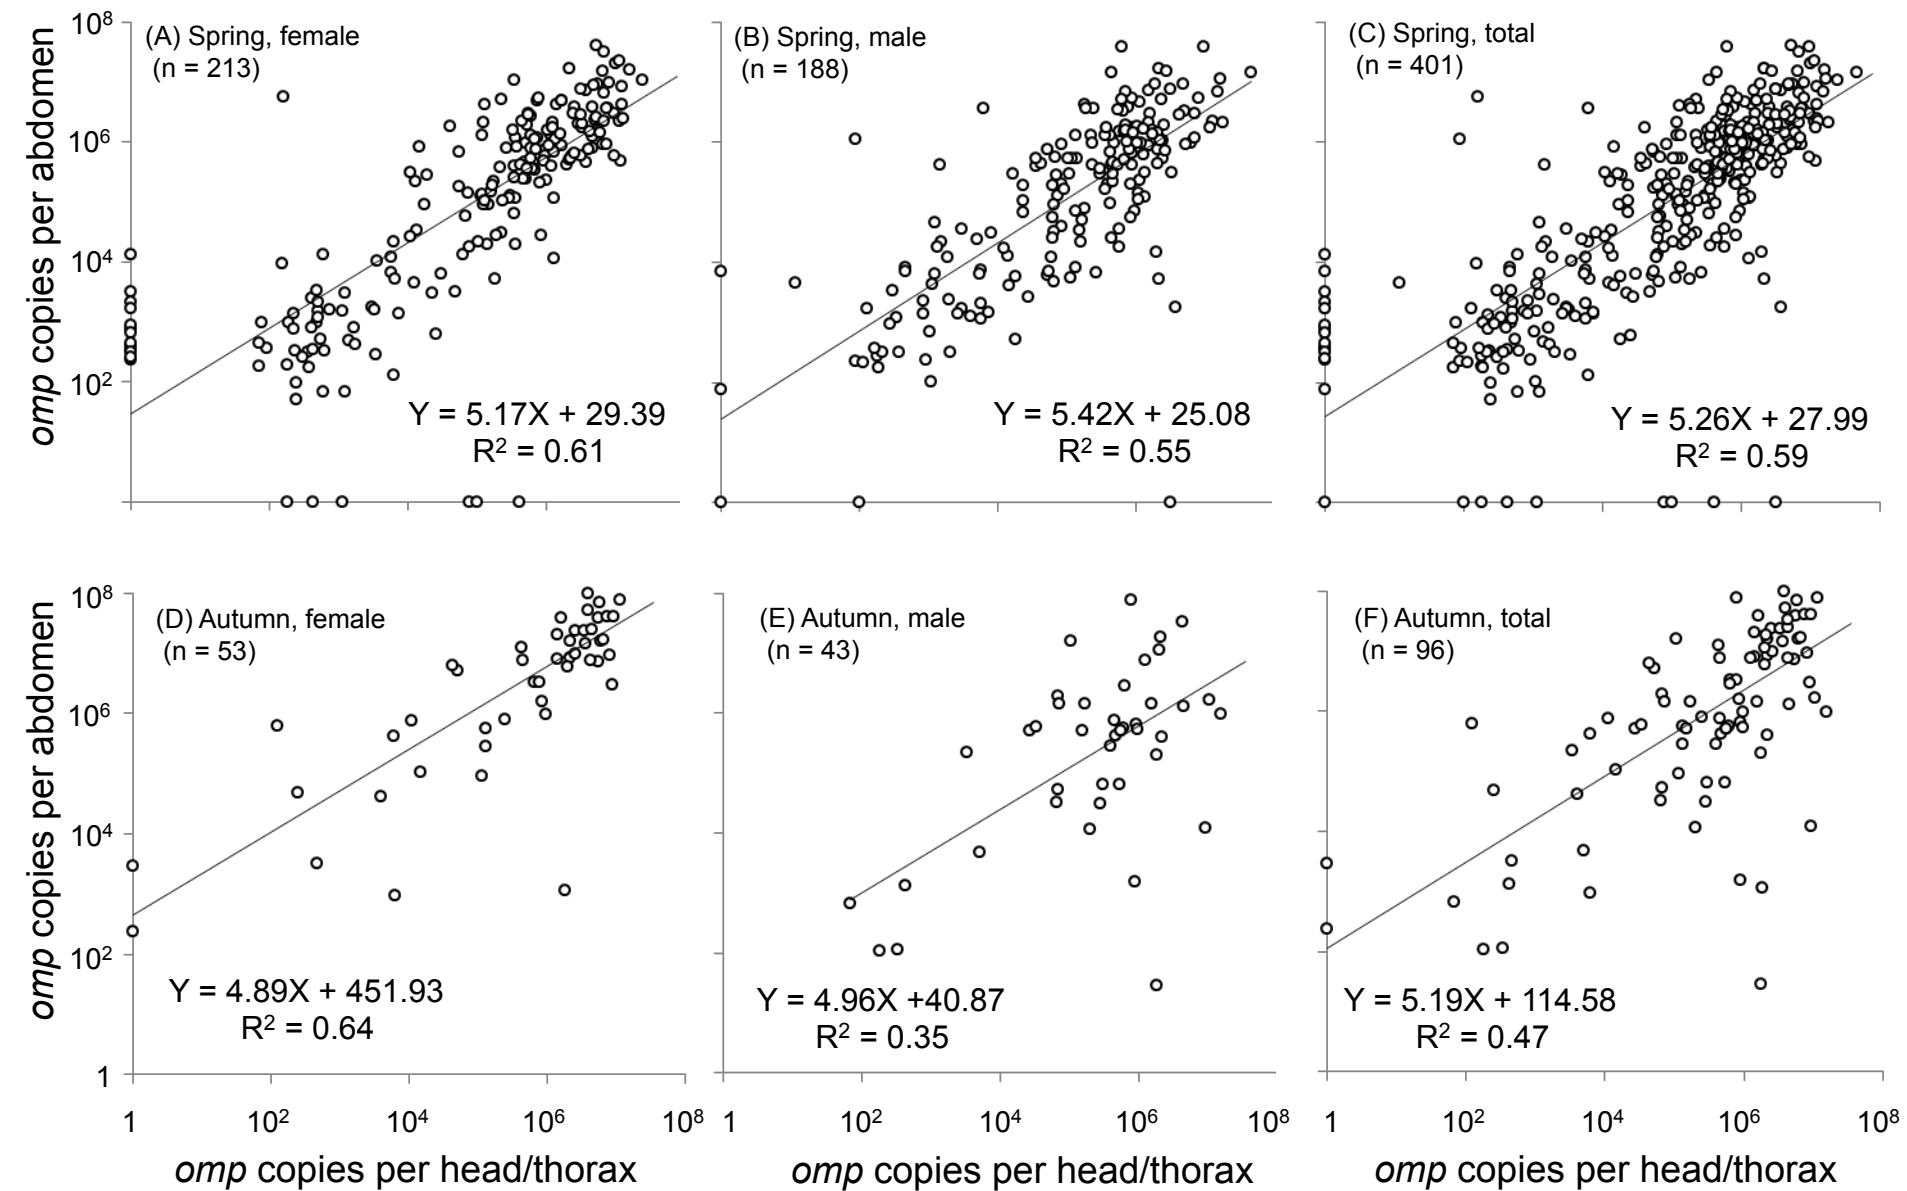 (A) Spring, female
(n = 213)
(B) Spring, male
(n = 188)
(C) Spring, total
(n = 401)
10⁸
10⁶
10⁴
10²
omp copies per abdomen
Y = 5.17X + 29.39
R² = 0.61
Y = 5.42X + 25.08
R² = 0.55
Y = 5.26X + 27.99
R² = 0.59
(D) Autumn, female
(n = 53)
(E) Autumn, male
(n = 43)
(F) Autumn, total
(n = 96)
10⁸
10⁶
10⁴
10²
1
omp copies per abdomen
Y = 4.89X + 451.93
R² = 0.64
Y = 4.96X +40.87
R² = 0.35
Y = 5.19X + 114.58
R² = 0.47
1 10² 10⁴ 10⁶ 10⁸
1 10² 10⁴ 10⁶ 10⁸
1 10² 10⁴ 10⁶ 10⁸
omp copies per head/thorax
omp copies per head/thorax
omp copies per head/thorax